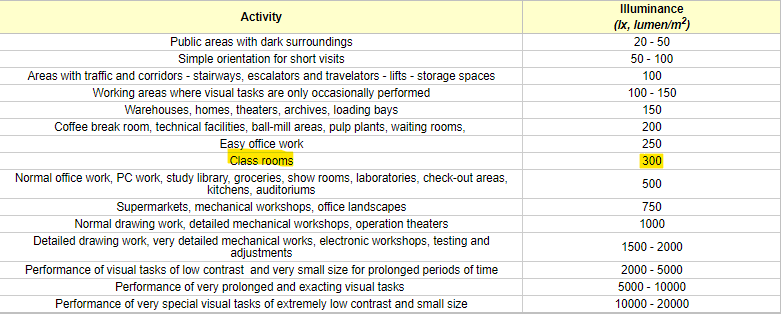 Activity Illuminance
(lx, lumen/m²)
Public areas with dark surroundings 20 - 50
Simple orientation for short visits 50 - 100
Areas with traffic and corridors - stairways, escalators and travelators - lifts - storage spaces 100
Working areas where visual tasks are only occasionally performed 100 - 150
Warehouses, homes, theaters, archives, loading bays 150
Coffee break room, technical facilities, ball-mill areas, pulp plants, waiting rooms, 200
Easy office work 250
Class rooms 300
Normal office work, PC work, study library, groceries, show rooms, laboratories, check-out areas,
kitchens, auditoriums 500
Supermarkets, mechanical workshops, office landscapes 750
Normal drawing work, detailed mechanical workshops, operation theaters 1000
Detailed drawing work, very detailed mechanical works, electronic workshops, testing and
adjustments 1500 - 2000
Performance of visual tasks of low contrast and very small size for prolonged periods of time 2000 - 5000
Performance of very prolonged and exacting visual tasks 5000 - 10000
Performance of very special visual tasks of extremely low contrast and small size 10000 - 20000